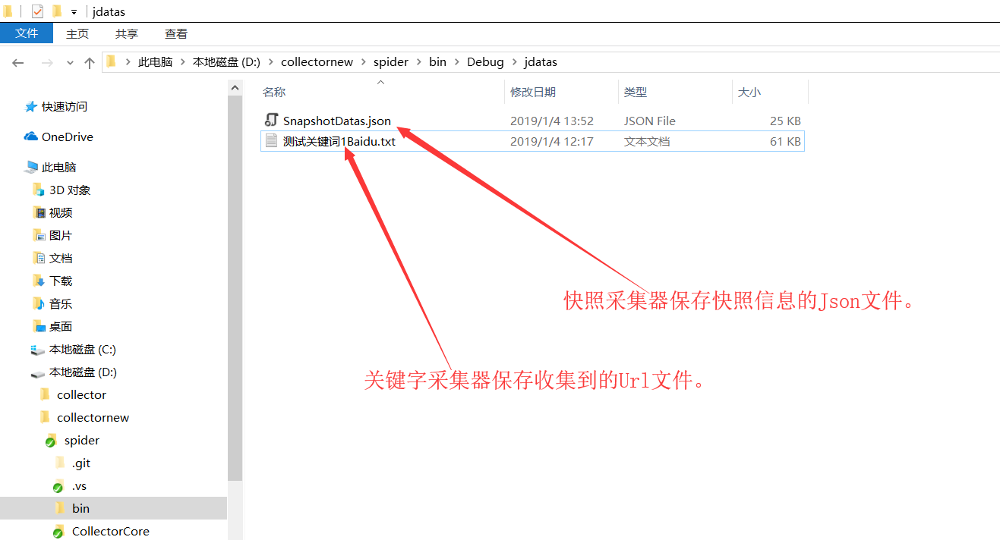 jdatas
文件 主页 共享 查看
此电脑 本地磁盘 (D:) collectornew spider bin Debug jdatas
名称 修改日期 类型 大小
SnapshotDatas.json 2019/1/4 13:52 JSON File 25 KB
测试关键词1Baidu.txt 2019/1/4 12:17 文本文档 61 KB
快速访问
OneDrive
此电脑
3D 对象
视频
图片
文档
下载
音乐
桌面
本地磁盘 (C:)
本地磁盘 (D:)
collector
collectornew
spider
.git
.vs
bin
CollectorCore
快照采集器保存快照信息的Json文件。
关键字采集器保存收集到的Url文件。